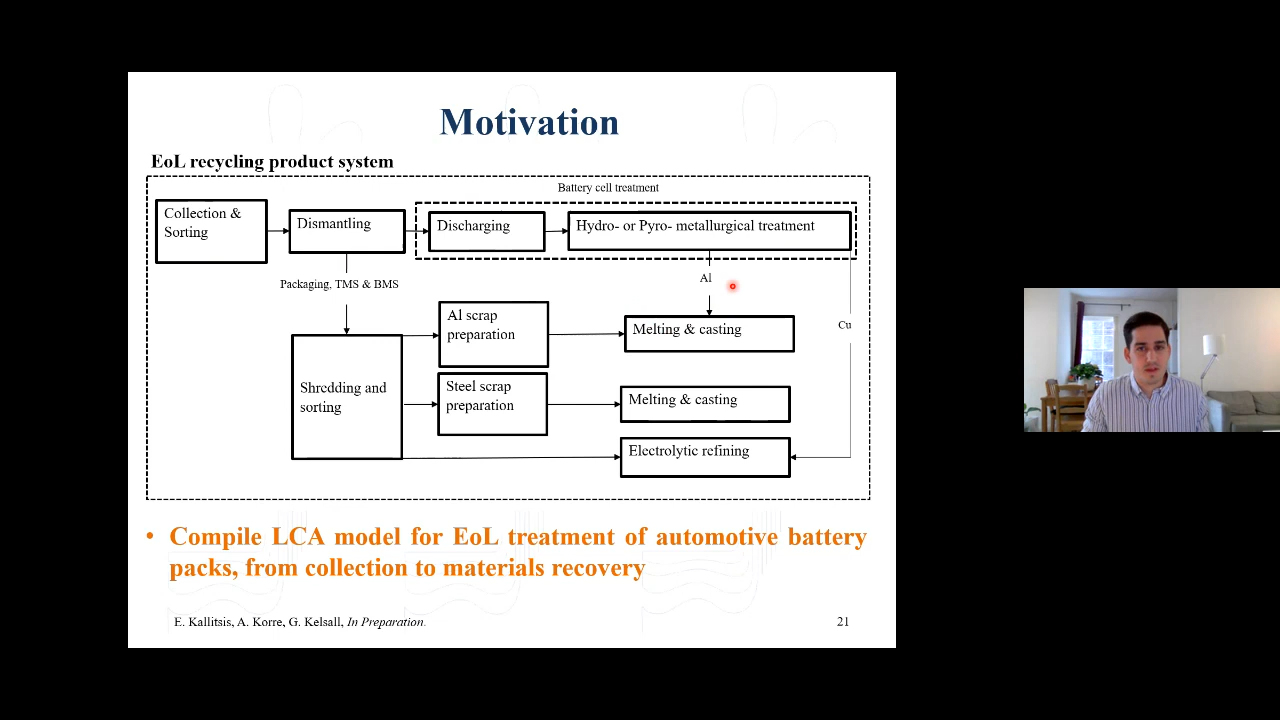 Motivation
EoL recycling product system
Battery cell treatment
Collection &
Sorting
Dismantling
Discharging
Hydro- or Pyro- metallurgical treatment
Packaging, TMS & BMS
Al
Cu
Al scrap
preparation
Melting & casting
Shredding and
sorting
Steel scrap
preparation
Melting & casting
Electrolytic refining
• Compile LCA model for EoL treatment of automotive battery
packs, from collection to materials recovery
E. Kallitsis, A. Korre, G. Kelsall, In Preparation.
21